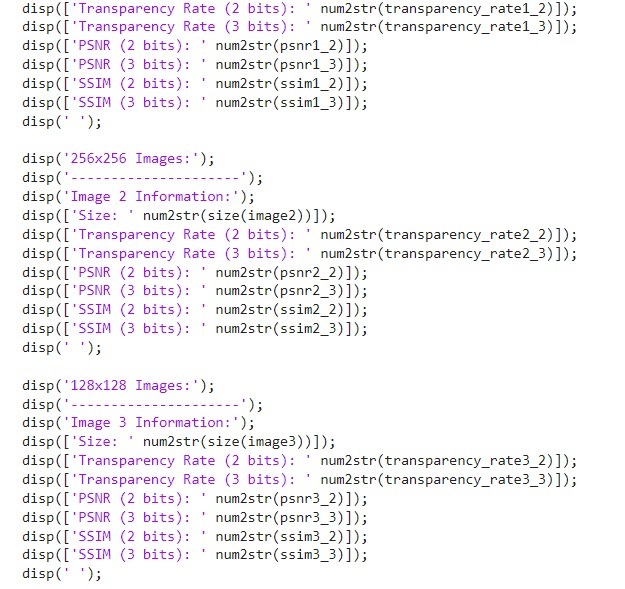 disp(['Transparency Rate (2 bits): ' num2str(transparency_rate1_2)]);
disp(['Transparency Rate (3 bits): ' num2str(transparency_rate1_3)]);
disp(['PSNR (2 bits): ' num2str(psnr1_2)]);
disp(['PSNR (3 bits): ' num2str(psnr1_3)]);
disp(['SSIM (2 bits): ' num2str(ssim1_2)]);
disp(['SSIM (3 bits): ' num2str(ssim1_3)]);
disp(' ');
disp('256x256 Images:');
disp('---------------------');
disp('Image 2 Information:');
disp(['Size: ' num2str(size(image2))]);
disp(['Transparency Rate (2 bits): ' num2str(transparency_rate2_2)]);
disp(['Transparency Rate (3 bits): ' num2str(transparency_rate2_3)]);
disp(['PSNR (2 bits): ' num2str(psnr2_2)]);
disp(['PSNR (3 bits): ' num2str(psnr2_3)]);
disp(['SSIM (2 bits): ' num2str(ssim2_2)]);
disp(['SSIM (3 bits): ' num2str(ssim2_3)]);
disp(' ');
disp('128x128 Images:');
disp('---------------------');
disp('Image 3 Information:');
disp(['Size: ' num2str(size(image3))]);
disp(['Transparency Rate (2 bits): ' num2str(transparency_rate3_2)]);
disp(['Transparency Rate (3 bits): ' num2str(transparency_rate3_3)]);
disp(['PSNR (2 bits): ' num2str(psnr3_2)]);
disp(['PSNR (3 bits): ' num2str(psnr3_3)]);
disp(['SSIM (2 bits): ' num2str(ssim3_2)]);
disp(['SSIM (3 bits): ' num2str(ssim3_3)]);
disp(' ');